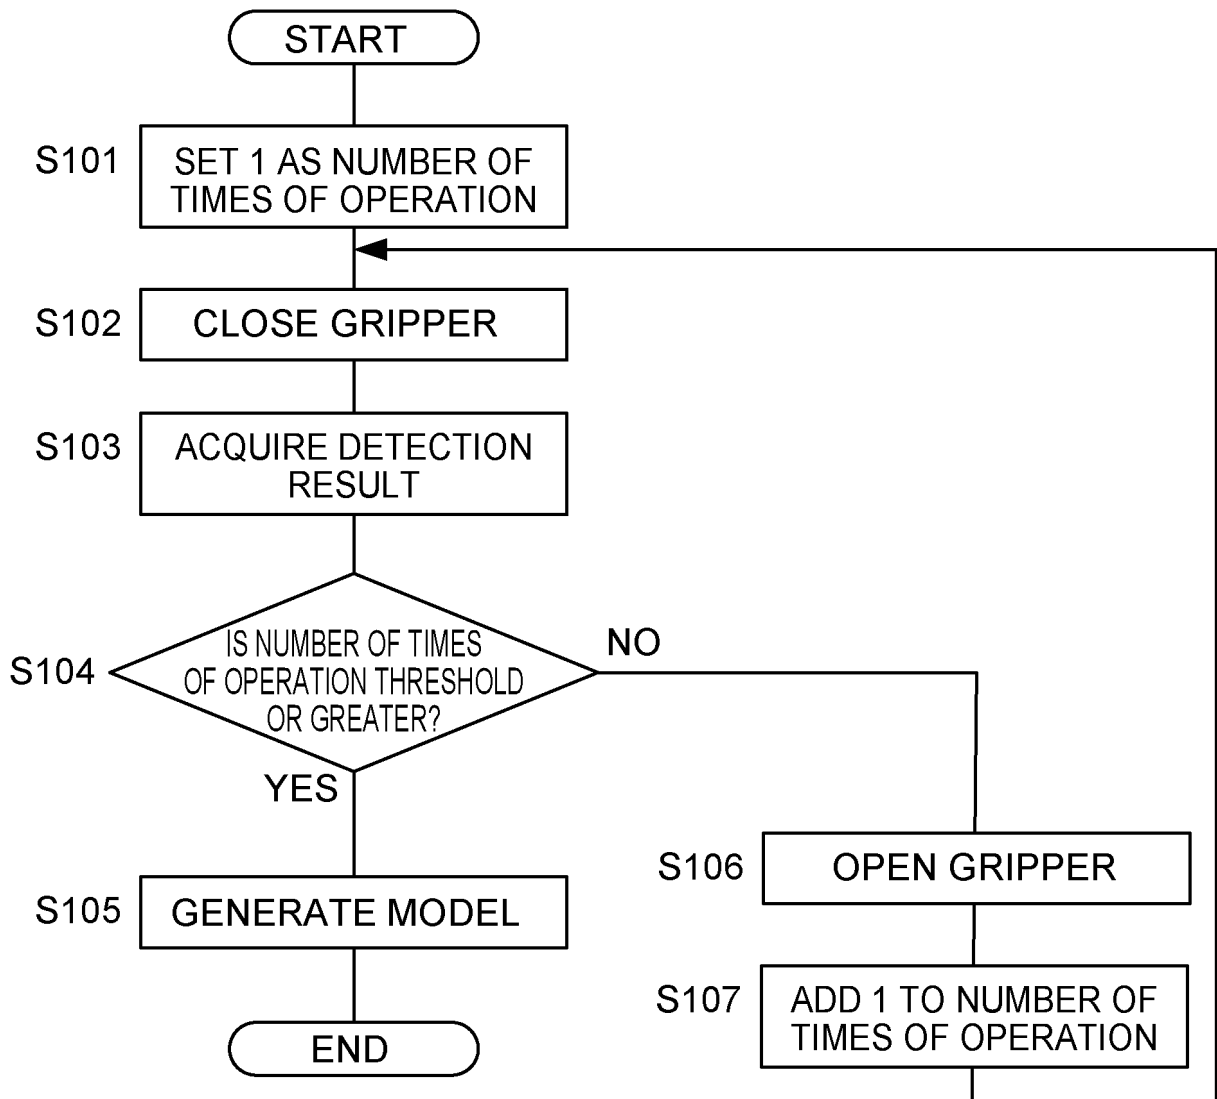 START
S101
SET 1 AS NUMBER OF
TIMES OF OPERATION
S102
CLOSE GRIPPER
S103
ACQUIRE DETECTION
RESULT
S104
IS NUMBER OF TIMES
OF OPERATION THRESHOLD
OR GREATER?
NO
YES
S105
GENERATE MODEL
END
S106
OPEN GRIPPER
S107
ADD 1 TO NUMBER OF
TIMES OF OPERATION